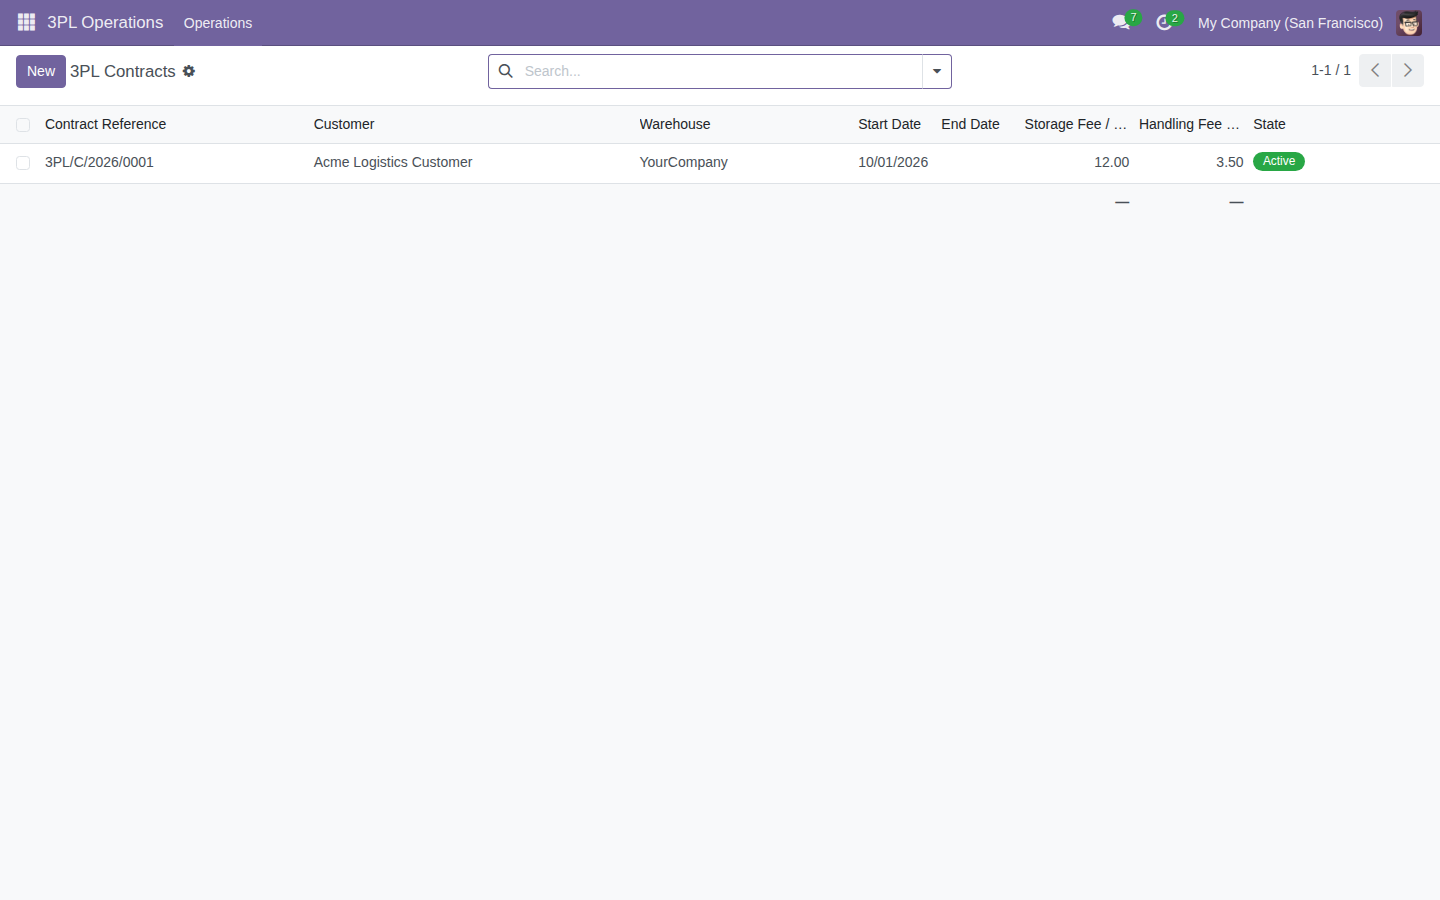 3PL Operations Operations 7 2 My Company (San Francisco)
New 3PL Contracts Search... 1-1 / 1
Contract Reference Customer Warehouse Start Date End Date Storage Fee / ... Handling Fee ... State
3PL/C/2026/0001 Acme Logistics Customer YourCompany 10/01/2026 12.00 3.50 Active
— —